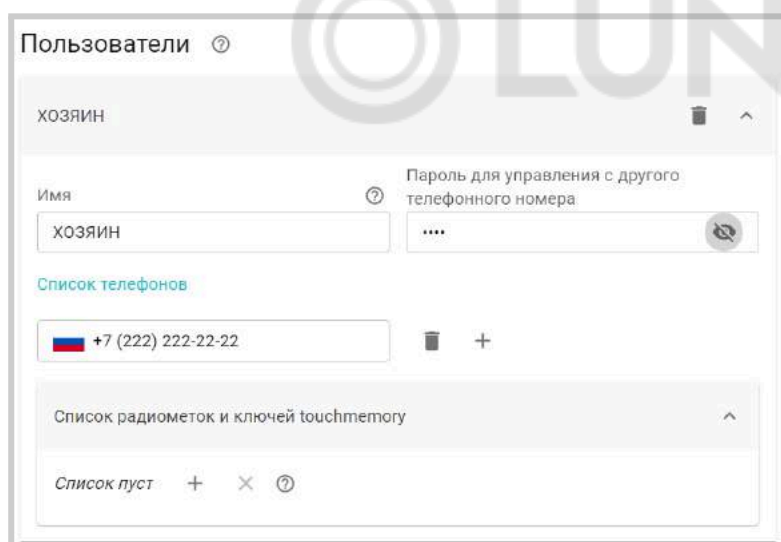 LUN
Пользователи
ХОЗЯИН
Имя
Пароль для управления с другого
телефонного номера
ХОЗЯИН
••••
Список телефонов
+7 (222) 222-22-22
Список радиометок и ключей touchmemory
Список пуст